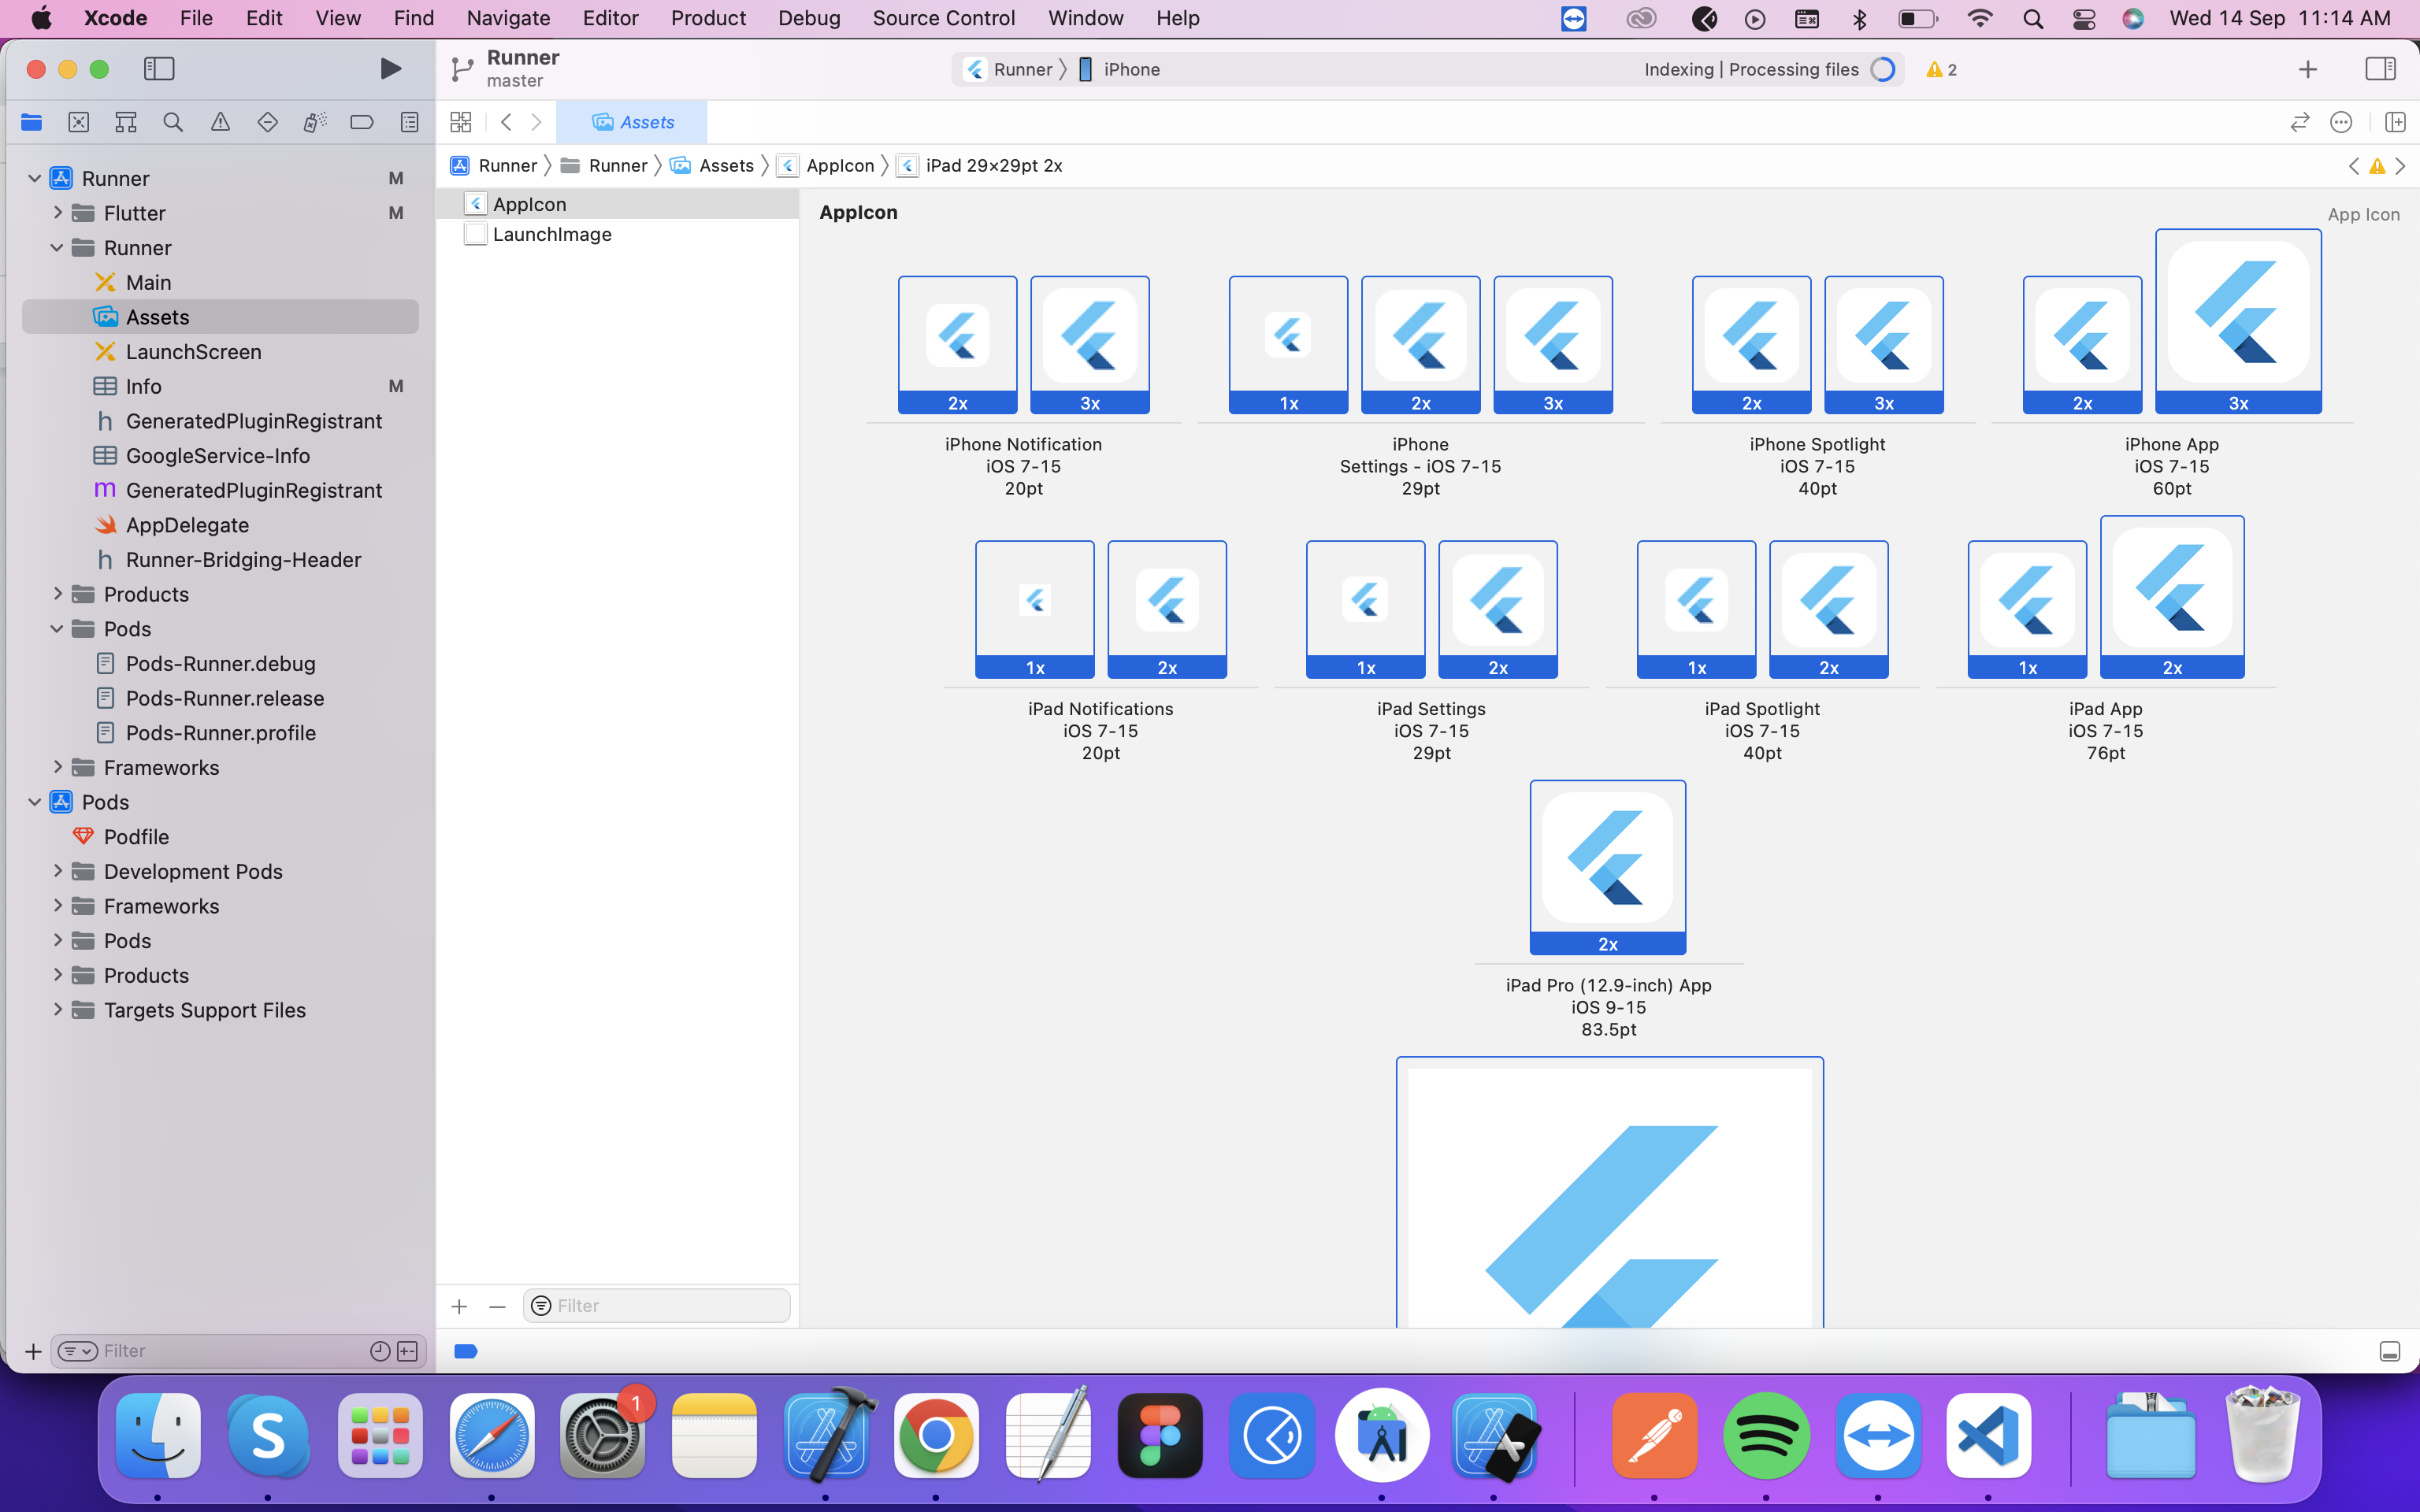 Xcode File Edit View Find Navigate Editor Product Debug Source Control Window Help Wed 14 Sep 11:14 AM
Runner
master
Runner iPhone Indexing | Processing files 2
Assets
Runner Runner Assets AppIcon iPad 29×29pt 2x
Runner M
Flutter M
Runner
Main
Assets
LaunchScreen
Info M
h GeneratedPluginRegistrant
GoogleService-Info
m GeneratedPluginRegistrant
AppDelegate
h Runner-Bridging-Header
Products
Pods
Pods-Runner.debug
Pods-Runner.release
Pods-Runner.profile
Frameworks
Pods
Podfile
Development Pods
Frameworks
Pods
Products
Targets Support Files
Filter
AppIcon
LaunchImage
Filter
AppIcon App Icon
2x 3x 1x 2x 3x 2x 3x 2x 3x
iPhone Notification
iOS 7-15
20pt
iPhone
Settings - iOS 7-15
29pt
iPhone Spotlight
iOS 7-15
40pt
iPhone App
iOS 7-15
60pt
1x 2x 1x 2x 1x 2x 1x 2x
iPad Notifications
iOS 7-15
20pt
iPad Settings
iOS 7-15
29pt
iPad Spotlight
iOS 7-15
40pt
iPad App
iOS 7-15
76pt
2x
iPad Pro (12.9-inch) App
iOS 9-15
83.5pt
S
1